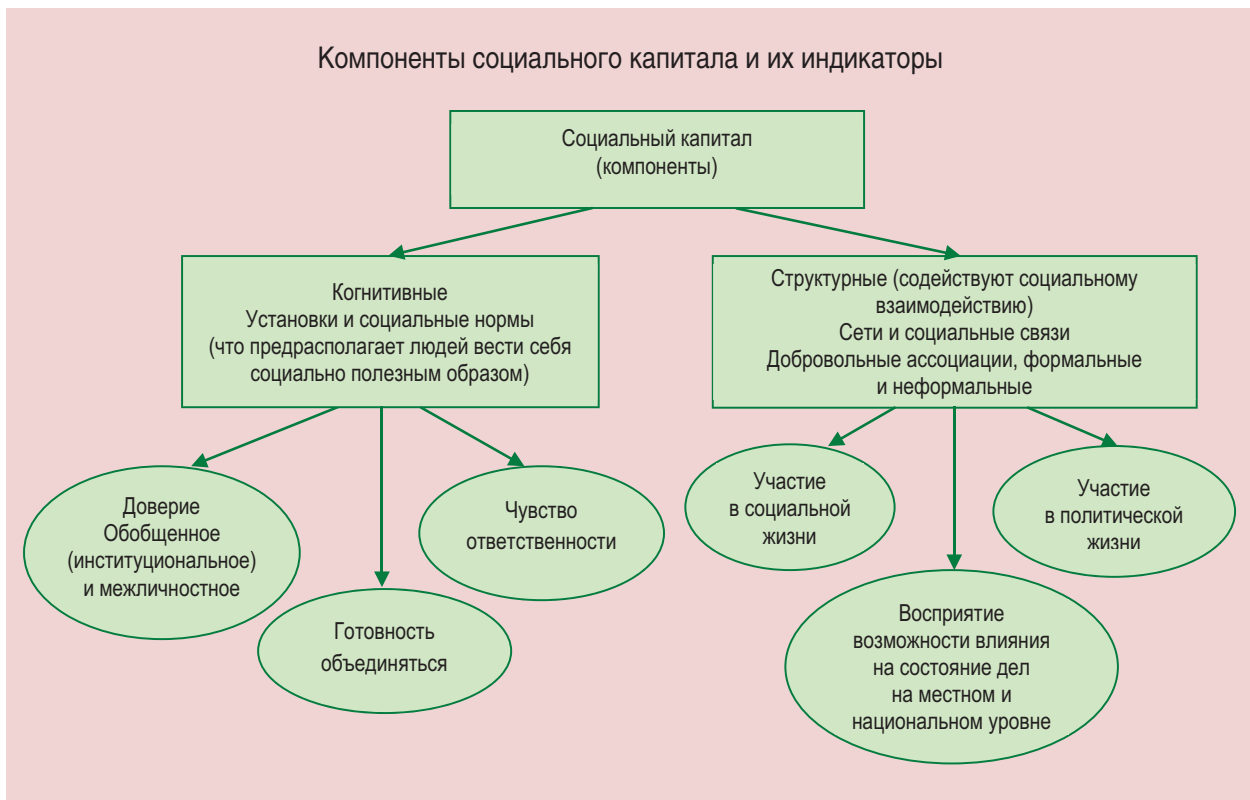 Компоненты социального капитала и их индикаторы
Социальный капитал
(компоненты)
Когнитивные
Установки и социальные нормы
(что предрасполагает людей вести себя
социально полезным образом)
Структурные (содействуют социальному
взаимодействию)
Сети и социальные связи
Добровольные ассоциации, формальные
и неформальные
Доверие
Обобщенное
(институциональное)
и межличностное
Готовность
объединяться
Чувство
ответственности
Участие
в социальной
жизни
Восприятие
возможности влияния
на состояние дел
на местном и
национальном уровне
Участие
в политической
жизни